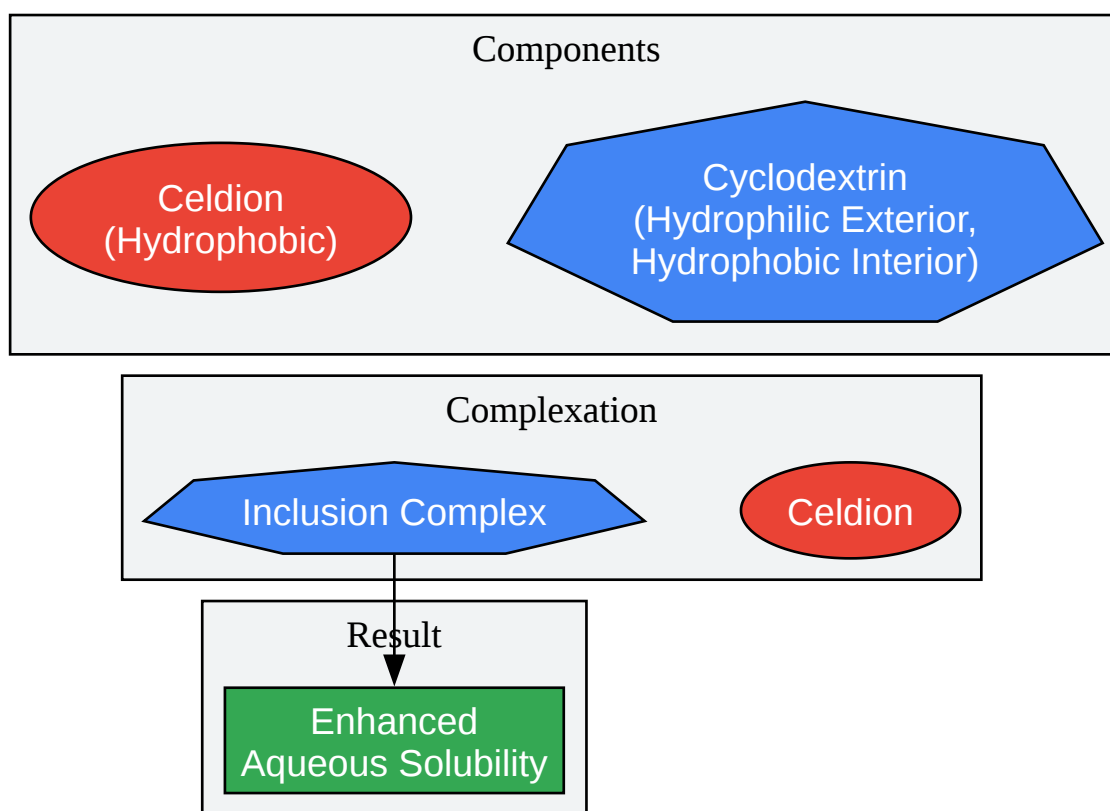 Components
Celdion
(Hydrophobic)
Cyclodextrin
(Hydrophilic Exterior,
Hydrophobic Interior)
Complexation
Inclusion Complex
Celdion
Result
Enhanced
Aqueous Solubility